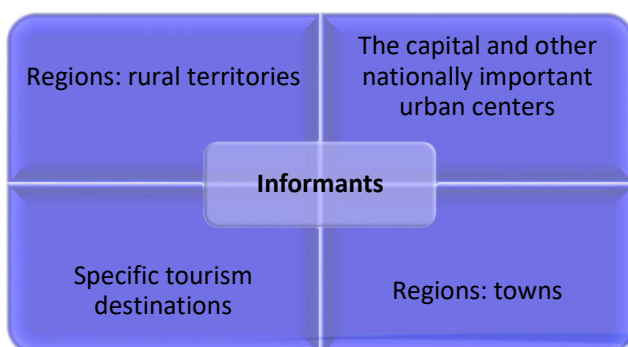 Regions: rural territories
The capital and other
nationally important
urban centers
Informants
Specific tourism
destinations
Regions: towns